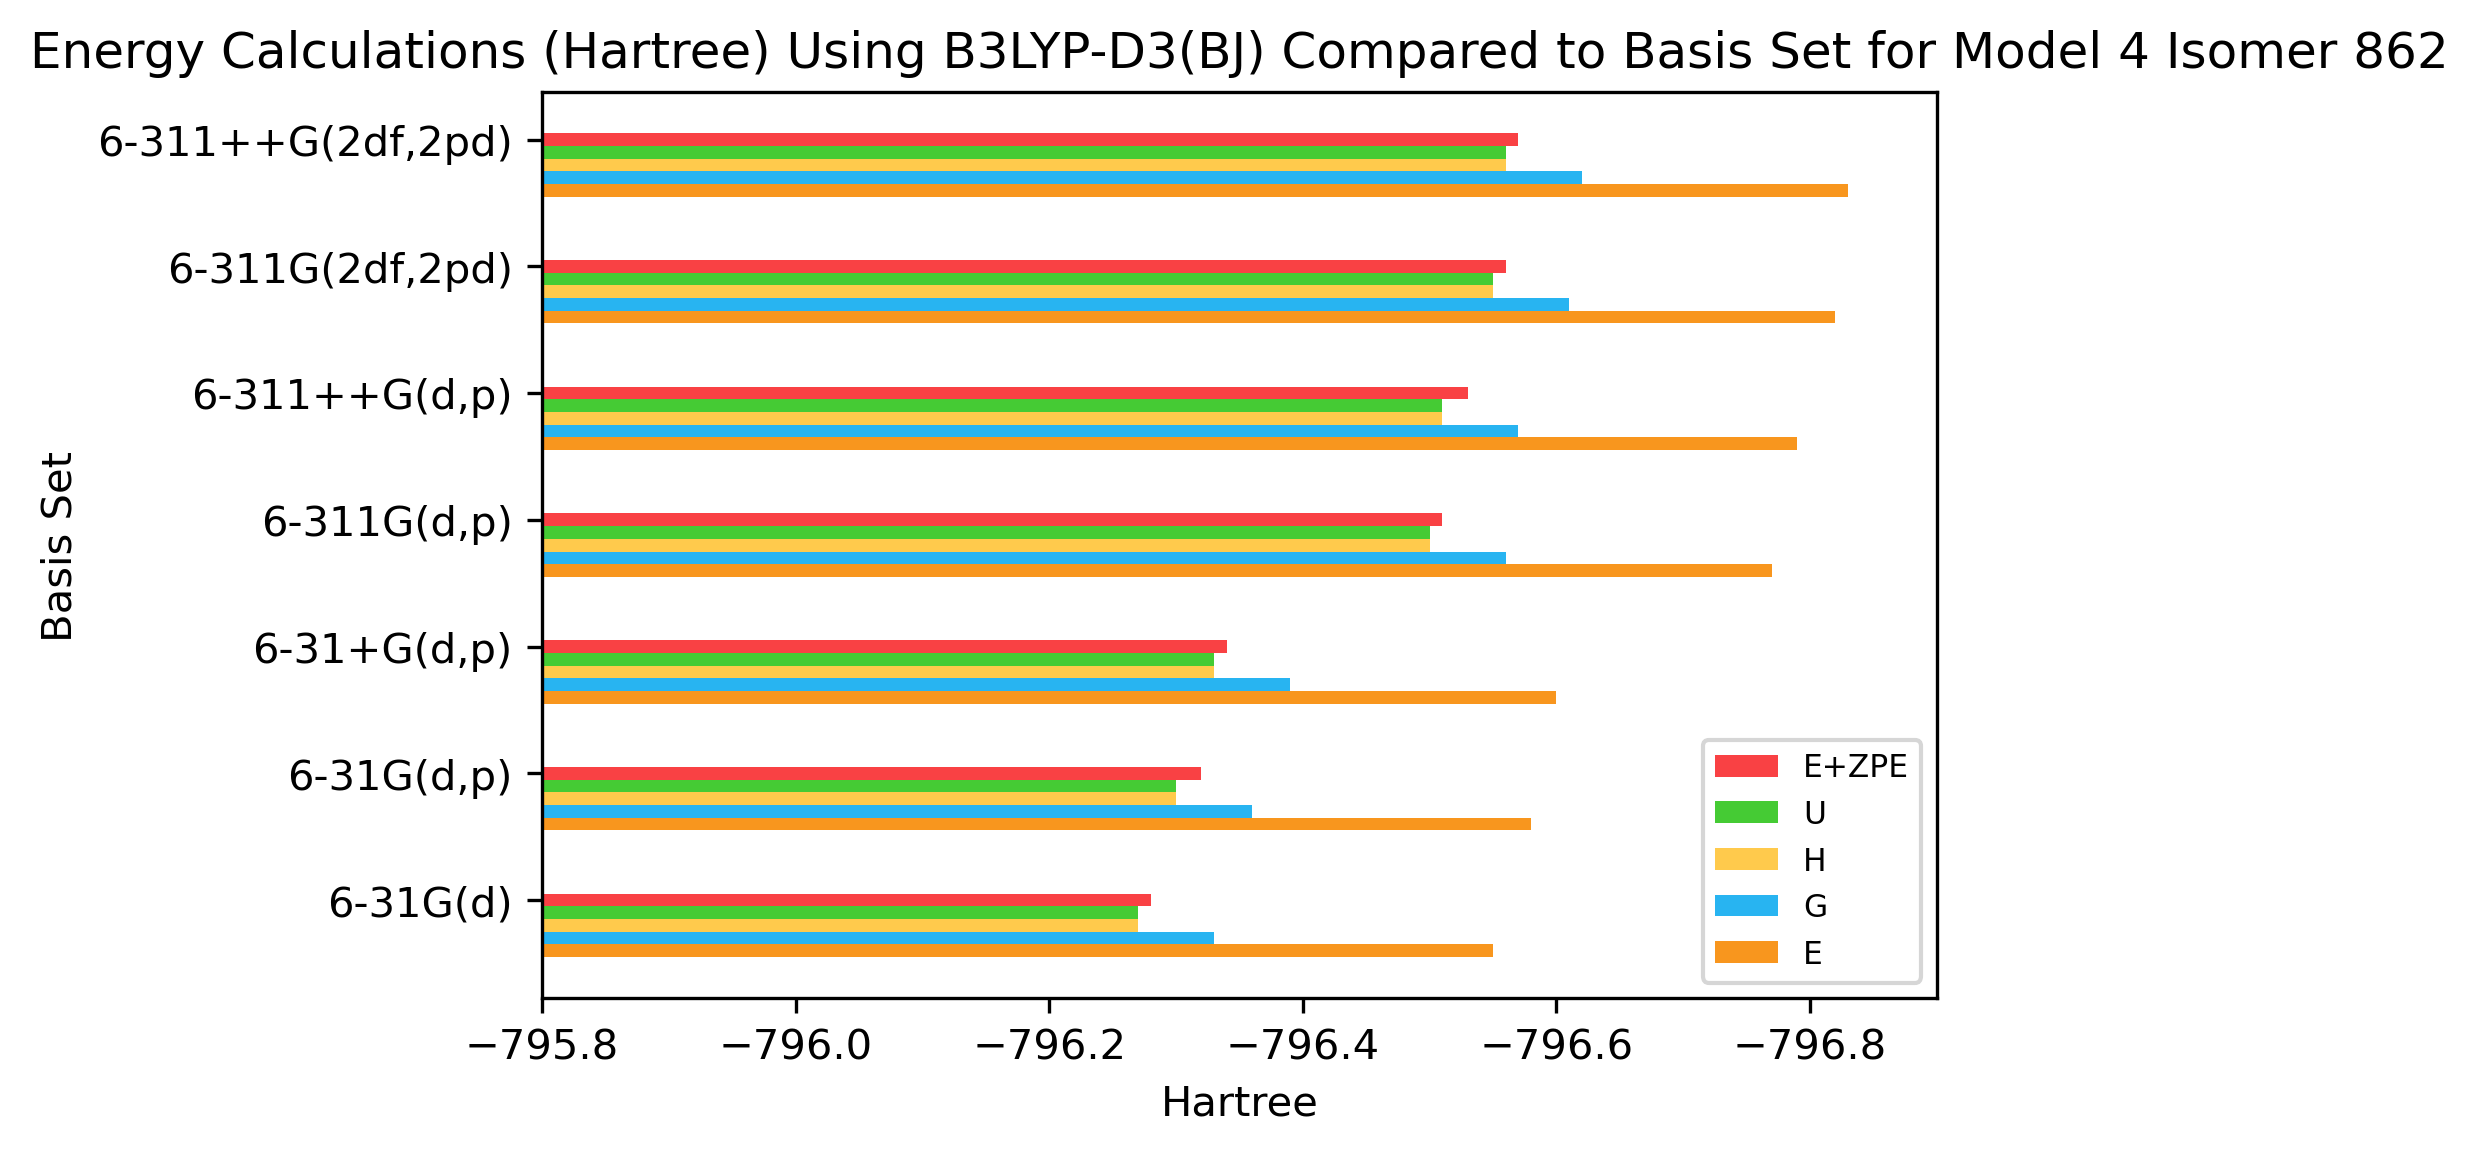 Energy Calculations (Hartree) Using B3LYP-D3(BJ) Compared to Basis Set for Model 4 Isomer 862
6-311++G(2df,2pd)
6-311G(2df,2pd)
6-311++G(d,p)
6-311G(d,p)
6-31+G(d,p)
6-31G(d,p)
6-31G(d)
Basis Set
E+ZPE
U
H
G
E
−795.8 −796.0 −796.2 −796.4 −796.6 −796.8
Hartree